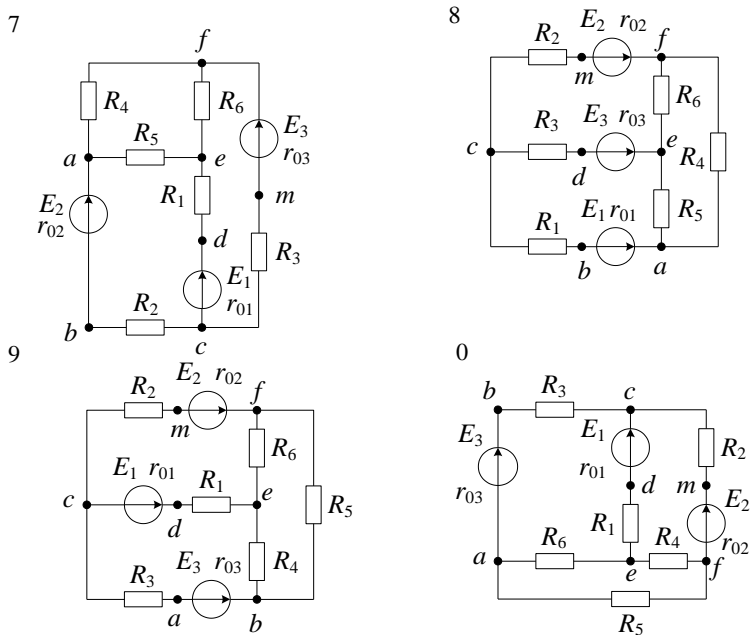 7
f
R4
R6
E3
r03
a
R5
e
R1
m
E2
r02
d
R3
E1
r01
R2
b
c
8
R2
E2 r02
f
m
R6
R3
E3 r03
c
e
d
R4
R1
E1 r01
R5
b
a
9
R2
E2 r02
f
m
R6
E1 r01
R1
c
e
d
R5
R3
E3 r03
R4
a
b
0
b
R3
c
E3
E1
R2
r03
r01
d
m
E2
R1
R6
R4
r02
a
e
f
R5